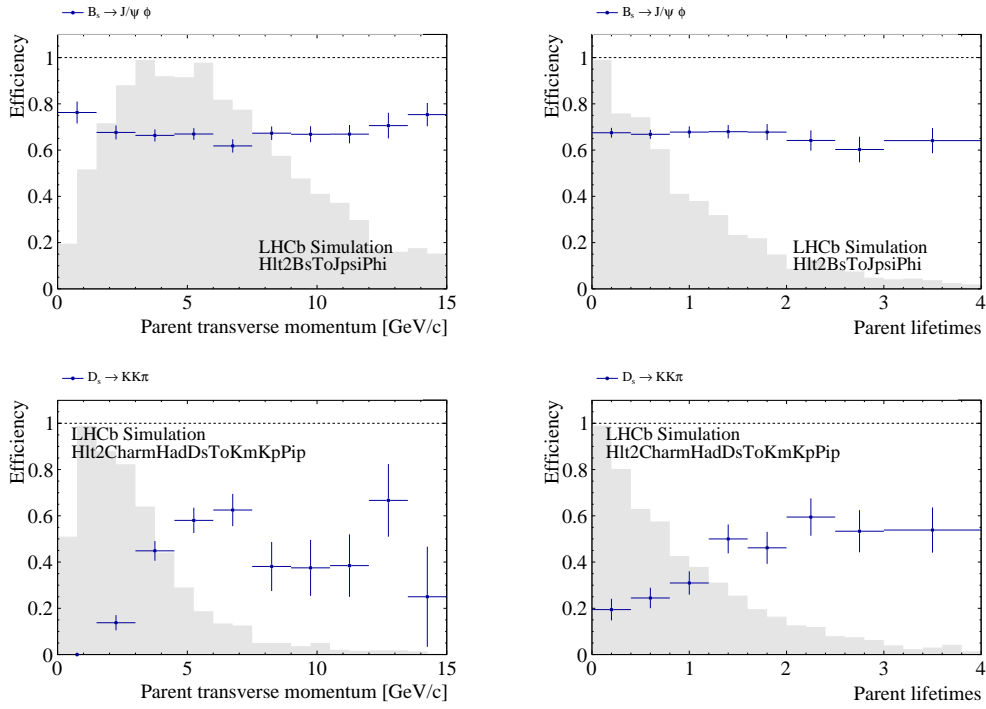 B_s → J/ψ φ
Efficiency
1
0.8
0.6
0.4
0.2
0
LHCb Simulation
Hlt2BsToJpsiPhi
0 5 10 15
Parent transverse momentum [GeV/c]
B_s → J/ψ φ
Efficiency
1
0.8
0.6
0.4
0.2
0
LHCb Simulation
Hlt2BsToJpsiPhi
0 1 2 3 4
Parent lifetimes
D_s → KKπ
Efficiency
1
0.8
0.6
0.4
0.2
0
LHCb Simulation
Hlt2CharmHadDsToKmKpPip
0 5 10 15
Parent transverse momentum [GeV/c]
D_s → KKπ
Efficiency
1
0.8
0.6
0.4
0.2
0
LHCb Simulation
Hlt2CharmHadDsToKmKpPip
0 1 2 3 4
Parent lifetimes